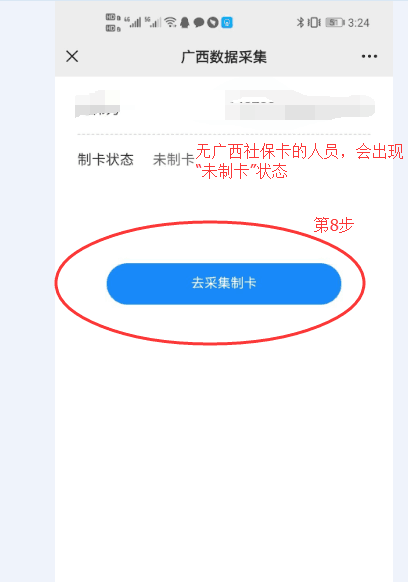 3:24
广西数据采集
制卡状态 未制卡 无广西社保卡的人员，会出现
“未制卡”状态
第8步
去采集制卡